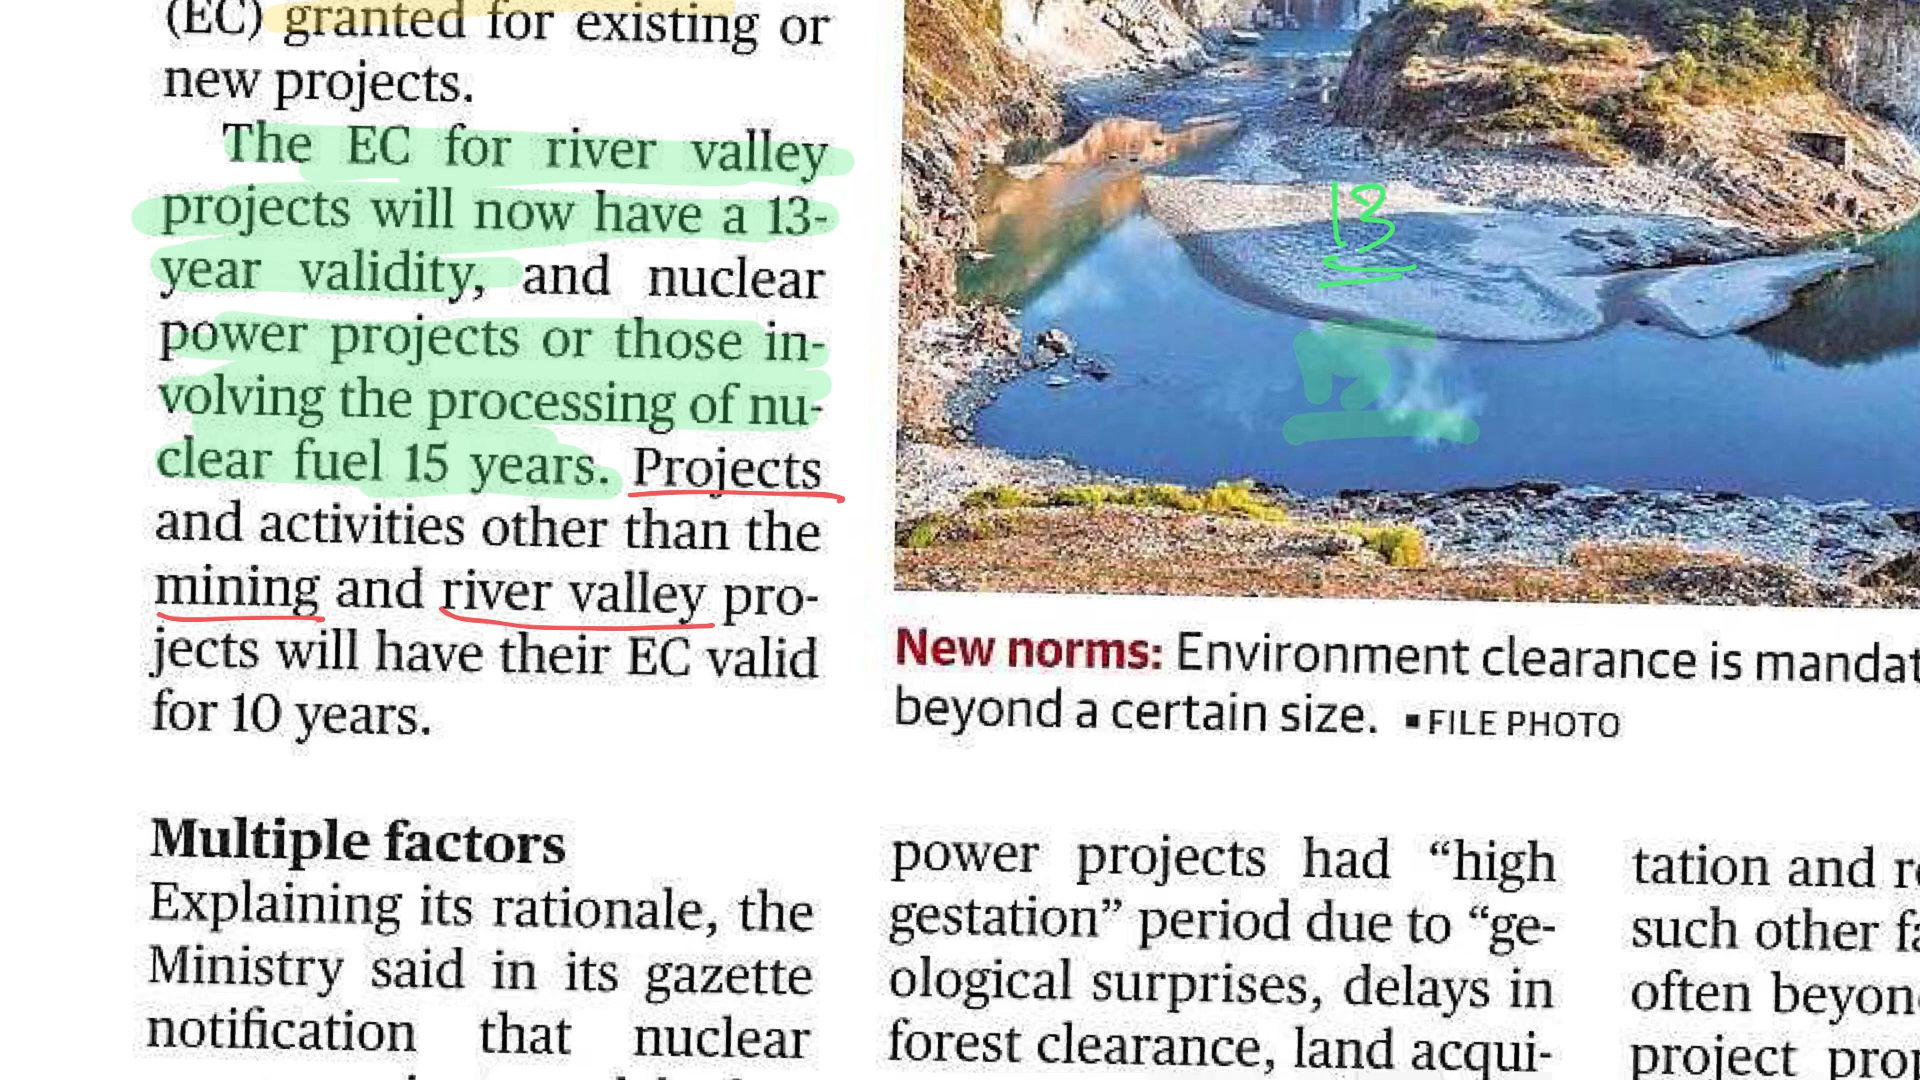 (EC) granted for existing or
new projects.
The EC for river valley
projects will now have a 13-
year validity, and nuclear
power projects or those in-
volving the processing of nu-
clear fuel 15 years. Projects
and activities other than the
mining and river valley pro-
jects will have their EC valid
for 10 years.
13
15
New norms: Environment clearance is mandat
beyond a certain size. ▪ FILE PHOTO
Multiple factors
Explaining its rationale, the
Ministry said in its gazette
notification that nuclear
power projects had “high
gestation” period due to “ge-
ological surprises, delays in
forest clearance, land acqui-
tation and re
such other fa
often beyon
project prop